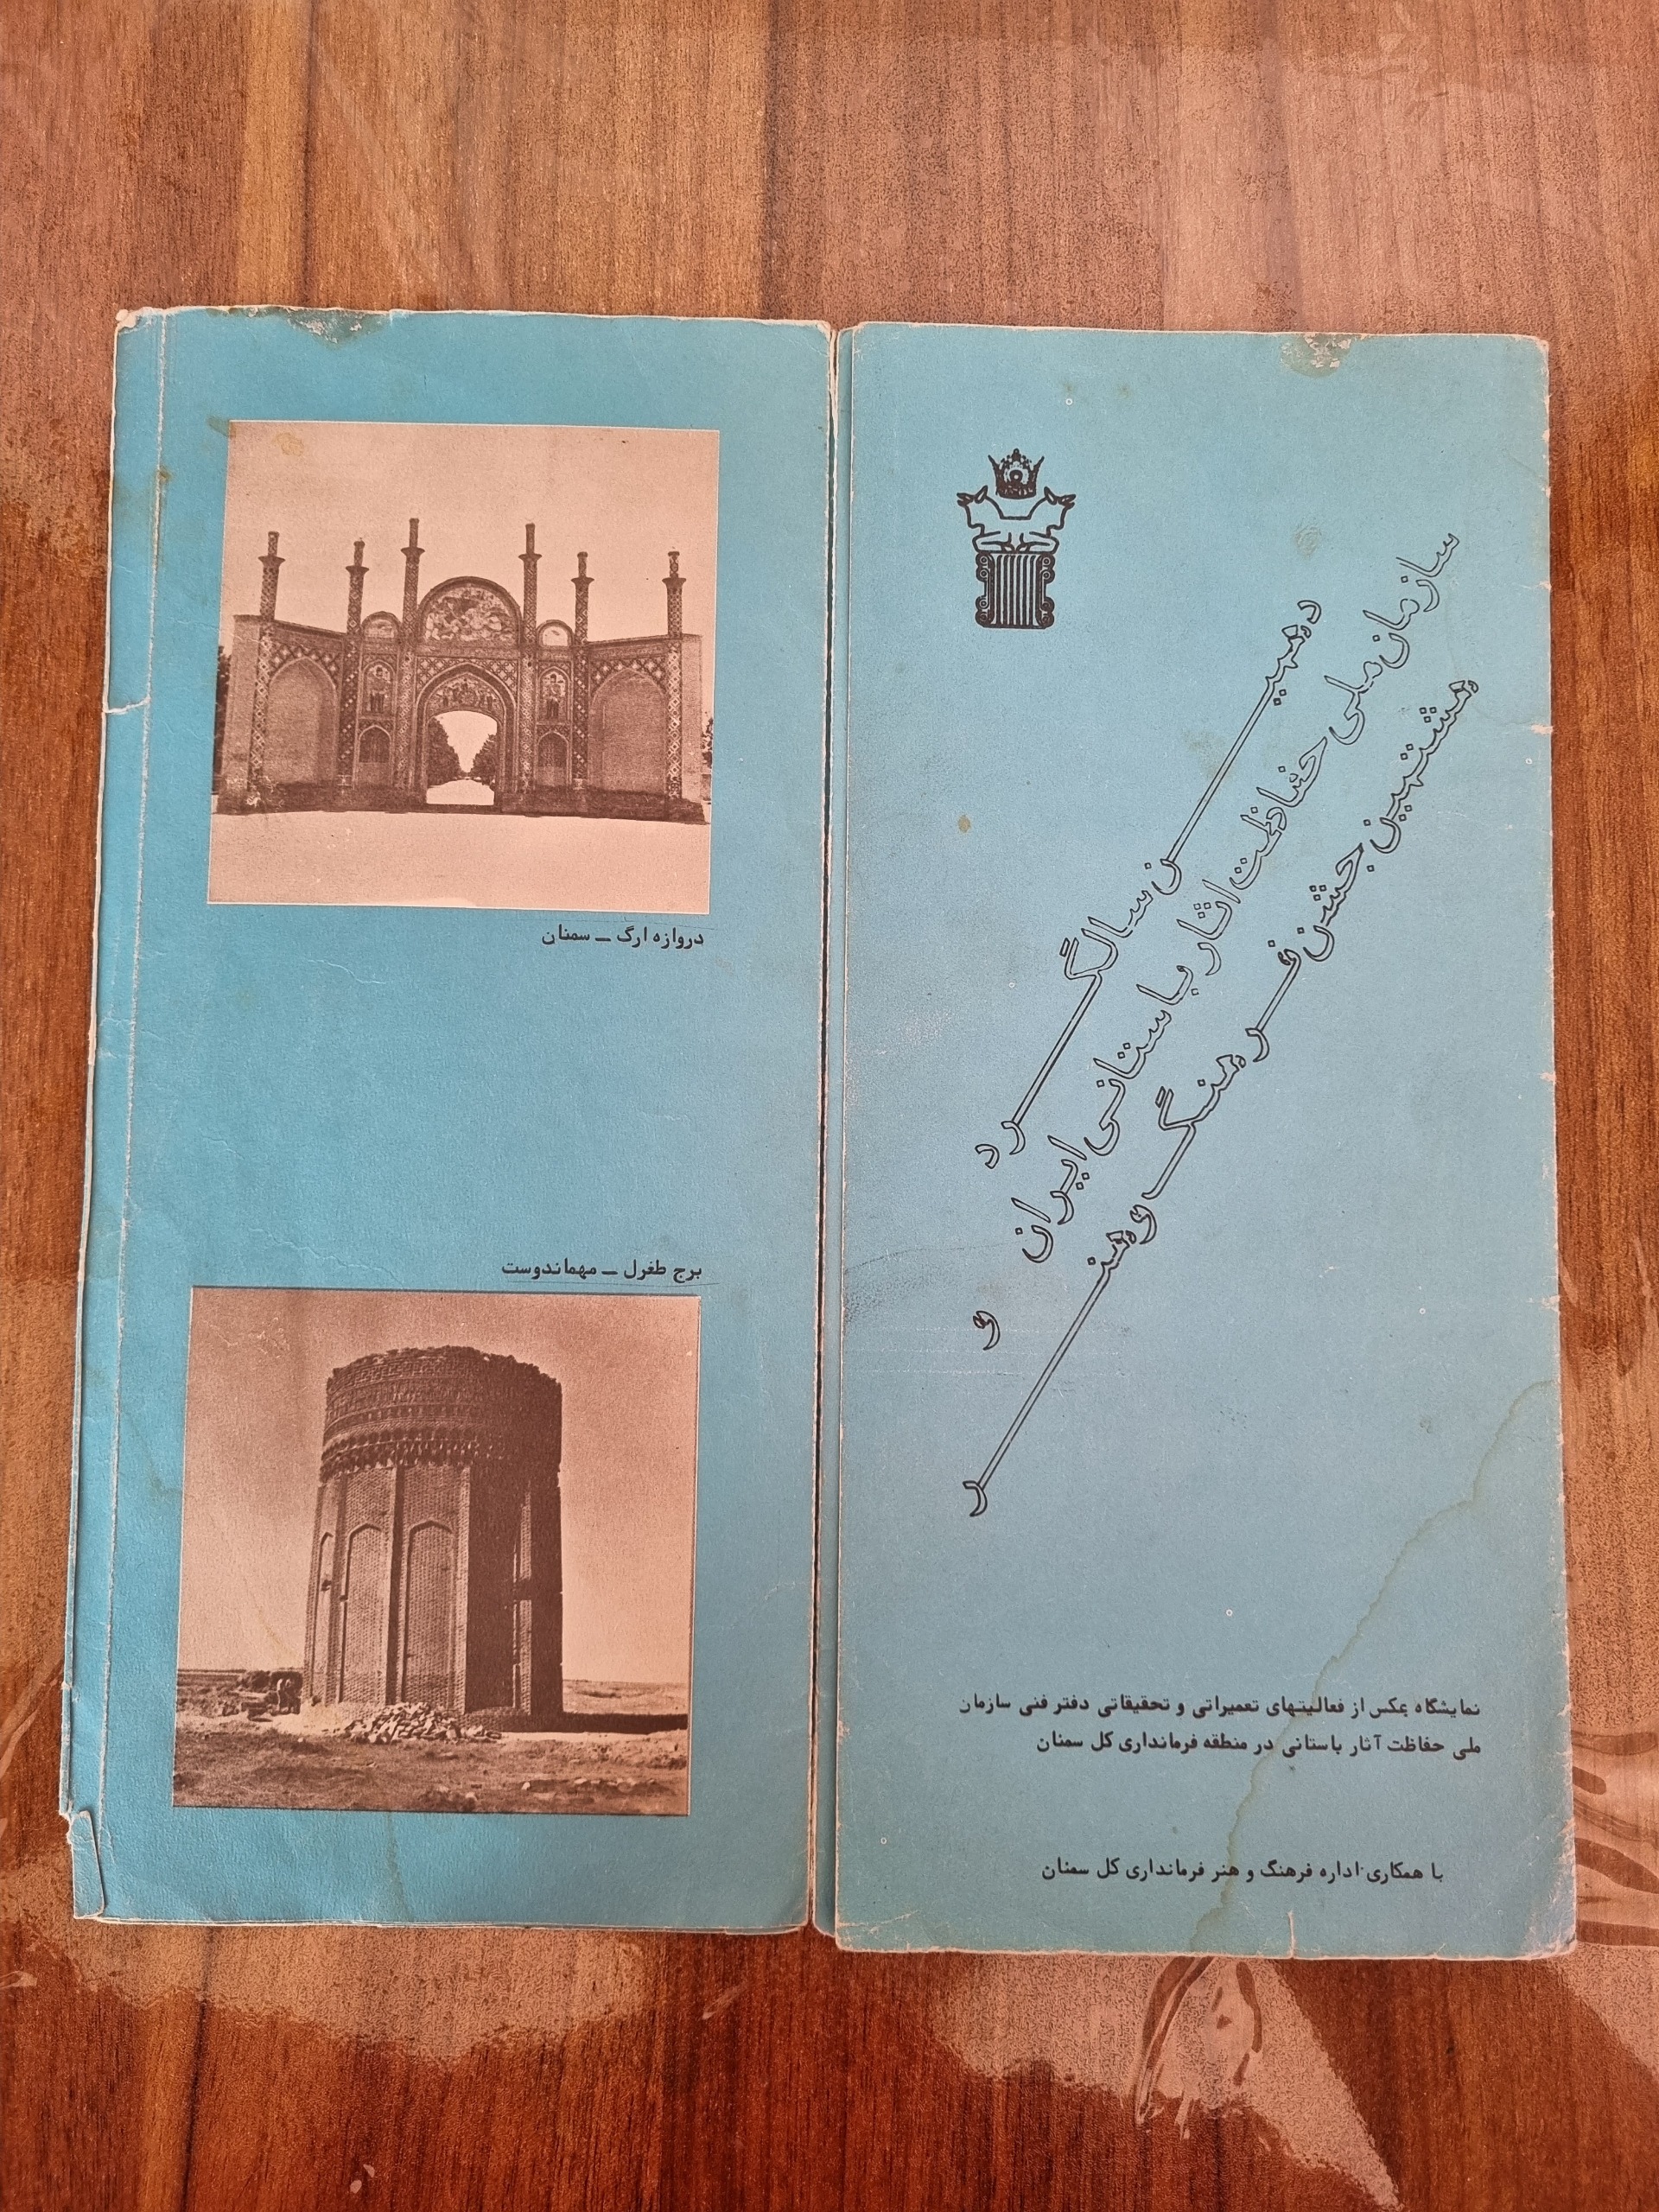 دهمین سالگرد
سازمان ملی حفاظت آثار باستانی ایران
و
هشتمین جشن فرهنگ و هنر
نمایشگاه عکس از فعالیتهای تعمیراتی و تحقیقاتی دفتر فنی سازمان
ملی حفاظت آثار باستانی در منطقه فرمانداری کل سمنان
با همکاری اداره فرهنگ و هنر فرمانداری کل سمنان
دروازه ارگ ــ سمنان
برج طغرل ــ مهماندوست